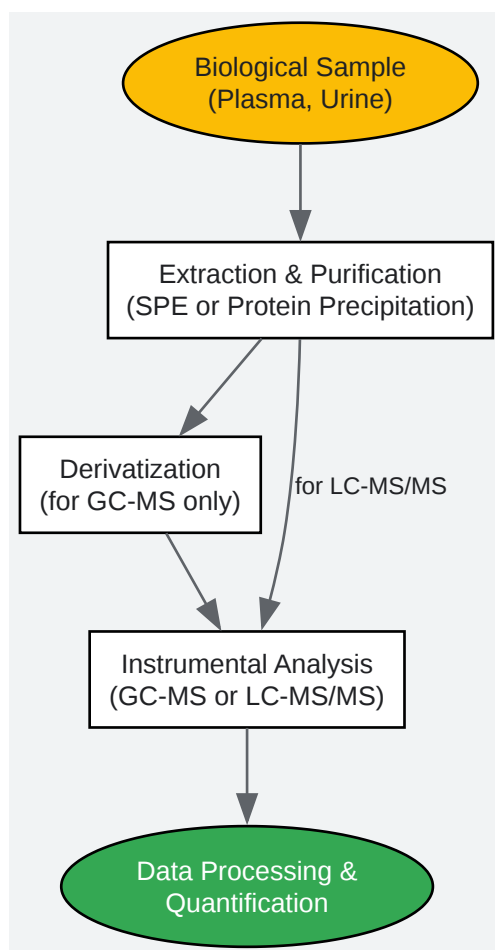 Biological Sample
(Plasma, Urine)
Extraction & Purification
(SPE or Protein Precipitation)
Derivatization
(for GC-MS only)
for LC-MS/MS
Instrumental Analysis
(GC-MS or LC-MS/MS)
Data Processing &
Quantification